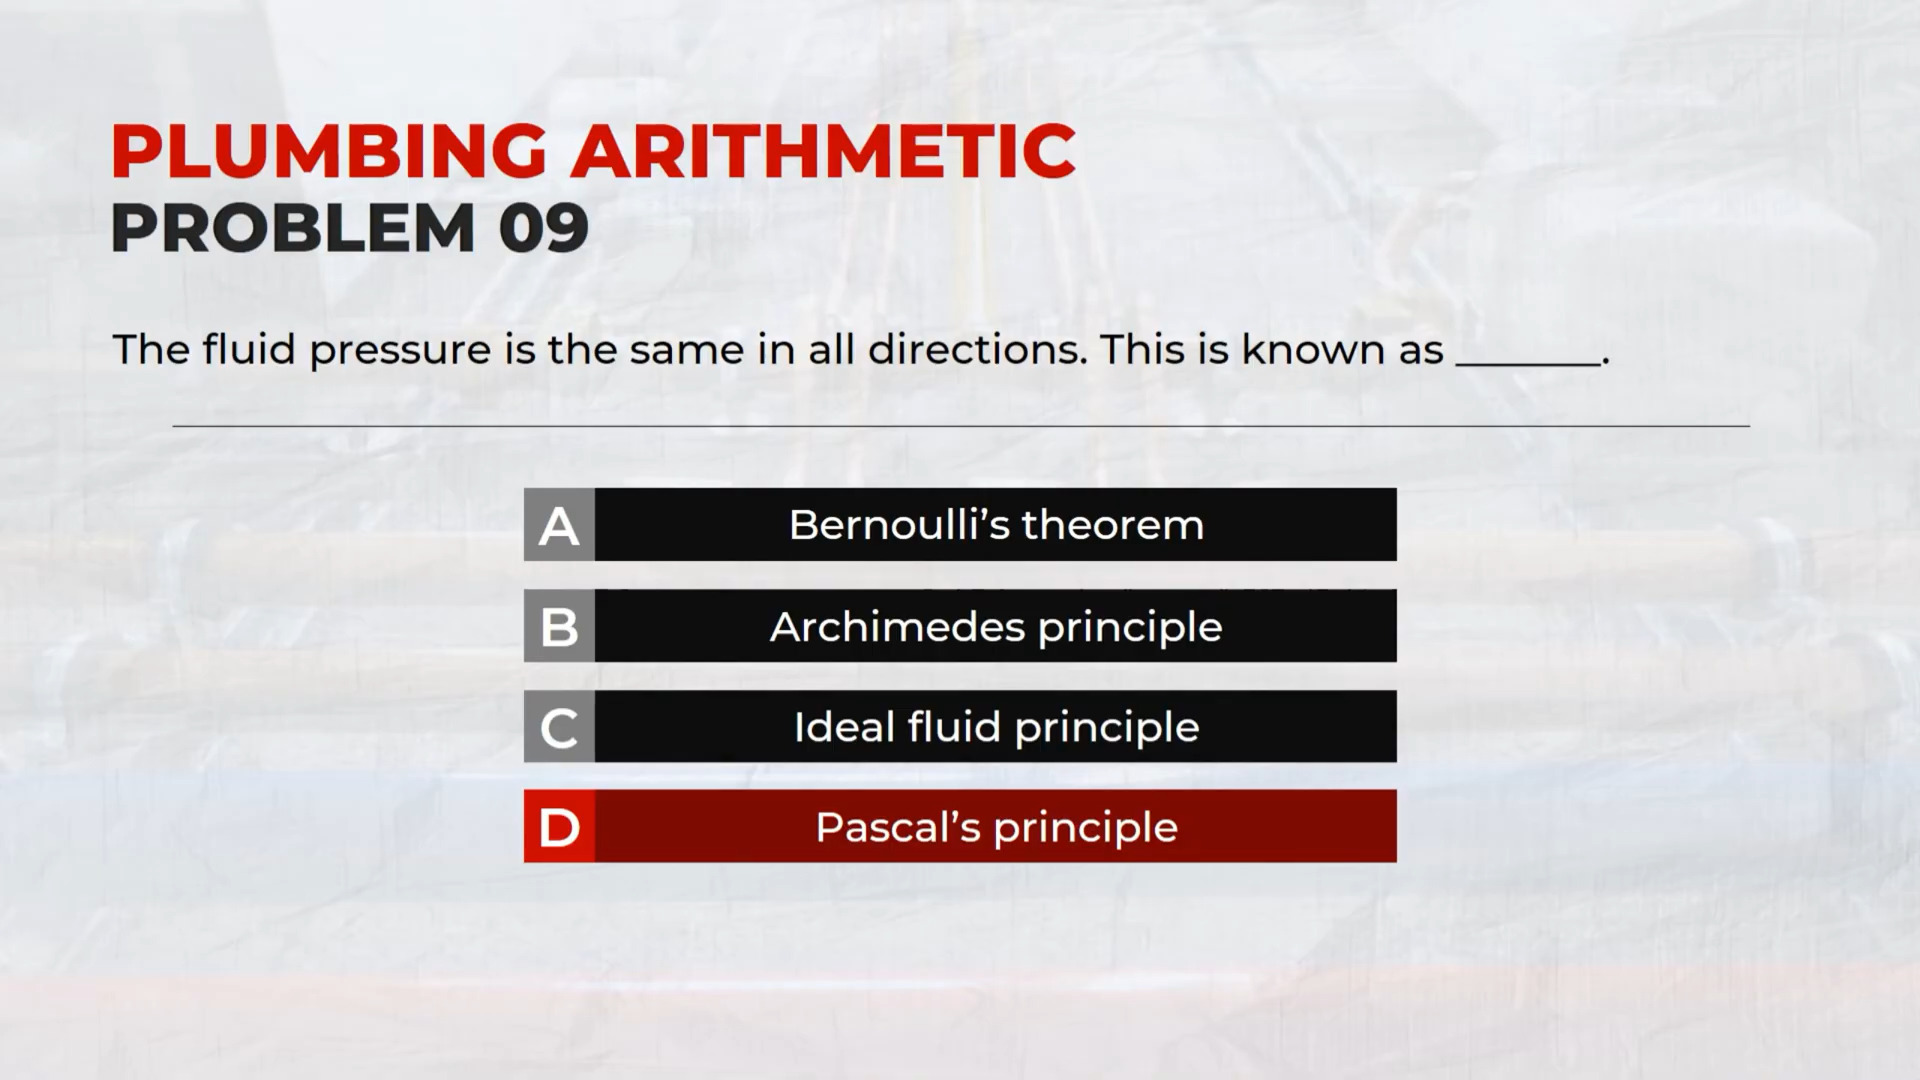 PLUMBING ARITHMETIC
PROBLEM 09
The fluid pressure is the same in all directions. This is known as _______.
A Bernoulli’s theorem
B Archimedes principle
C Ideal fluid principle
D Pascal’s principle